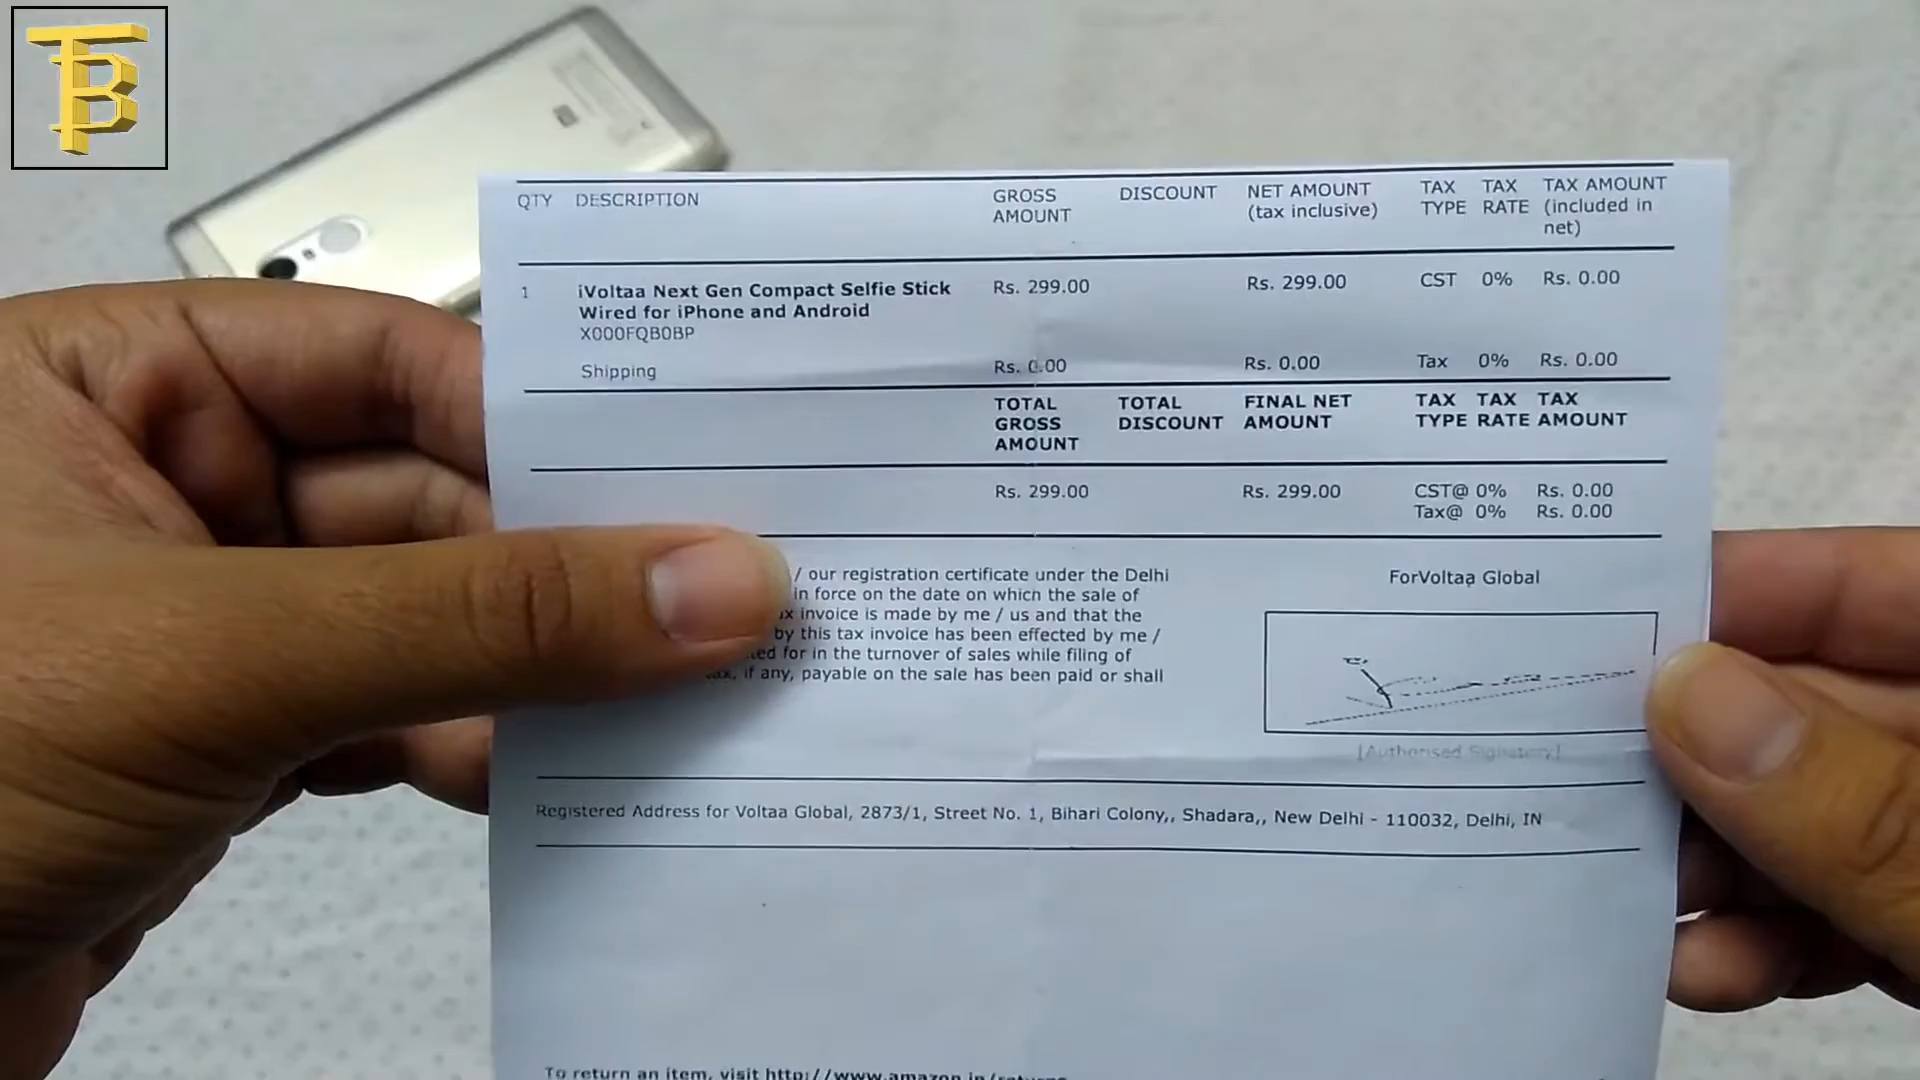 TB
QTY DESCRIPTION GROSS AMOUNT DISCOUNT NET AMOUNT (tax inclusive) TAX TYPE TAX RATE TAX AMOUNT (included in net)
1 iVoltaa Next Gen Compact Selfie Stick Rs. 299.00 Rs. 299.00 CST 0% Rs. 0.00
Wired for iPhone and Android
X000FQB0BP
Shipping Rs. 0.00 Rs. 0.00 Tax 0% Rs. 0.00
TOTAL GROSS AMOUNT TOTAL DISCOUNT FINAL NET AMOUNT TAX TYPE TAX RATE TAX AMOUNT
Rs. 299.00 Rs. 299.00 CST@ 0% Rs. 0.00
Tax@ 0% Rs. 0.00
/ our registration certificate under the Delhi
in force on the date on which the sale of
invoice is made by me / us and that the
by this tax invoice has been effected by me /
for in the turnover of sales while filing of
if any, payable on the sale has been paid or shall
ForVoltaa Global
[Authorised Signatory]
Registered Address for Voltaa Global, 2873/1, Street No. 1, Bihari Colony,, Shadara,, New Delhi - 110032, Delhi, IN
To return an item, visit http://www.amazon.in/returns